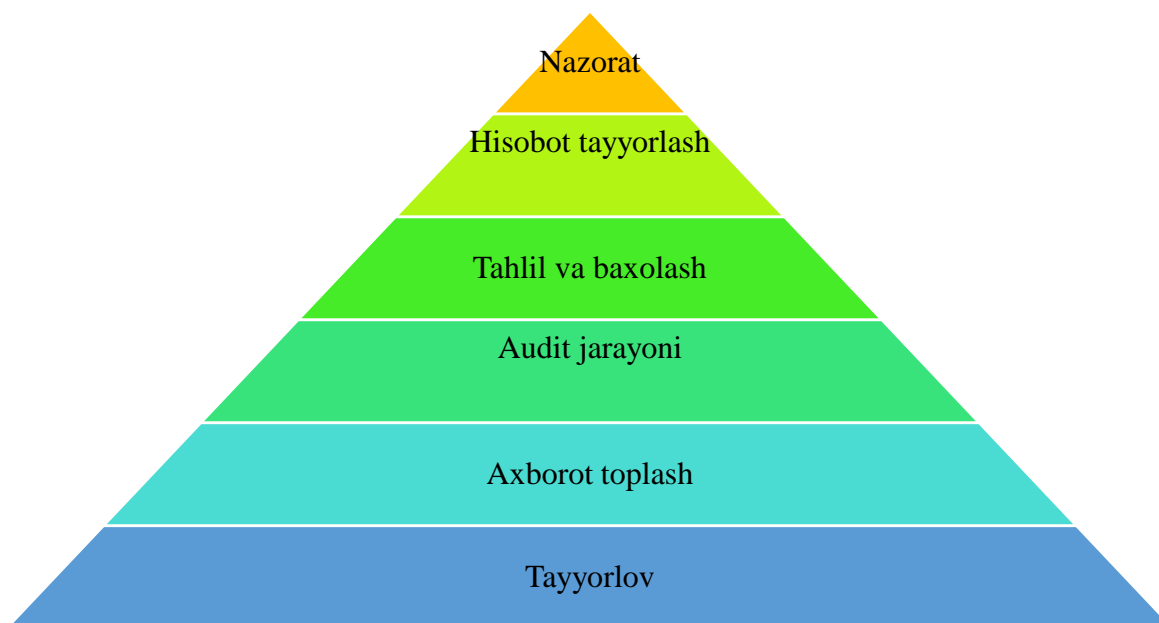 Nazorat
Hisobot tayyorlash
Tahlil va baxolash
Audit jarayoni
Axborot toplash
Tayyorlov